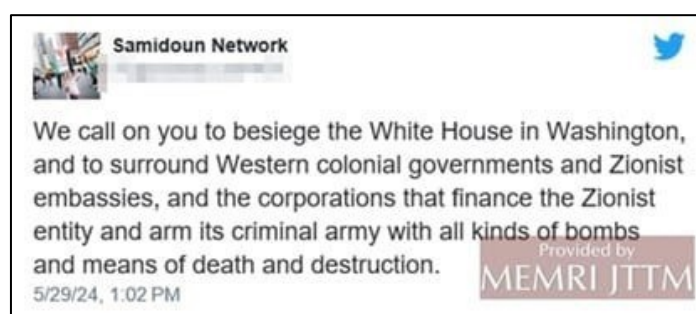 Samidoun Network
We call on you to besiege the White House in Washington,
and to surround Western colonial governments and Zionist
embassies, and the corporations that finance the Zionist
entity and arm its criminal army with all kinds of bombs
and means of death and destruction.
5/29/24, 1:02 PM
Provided by
MEMRI JTTM